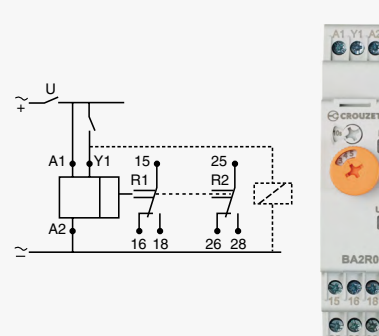 U
A1 Y1 15 25
R1 R2
A2
16 18 26 28
A1 Y1 A2
CROUZET
BA2R0
15 16 18